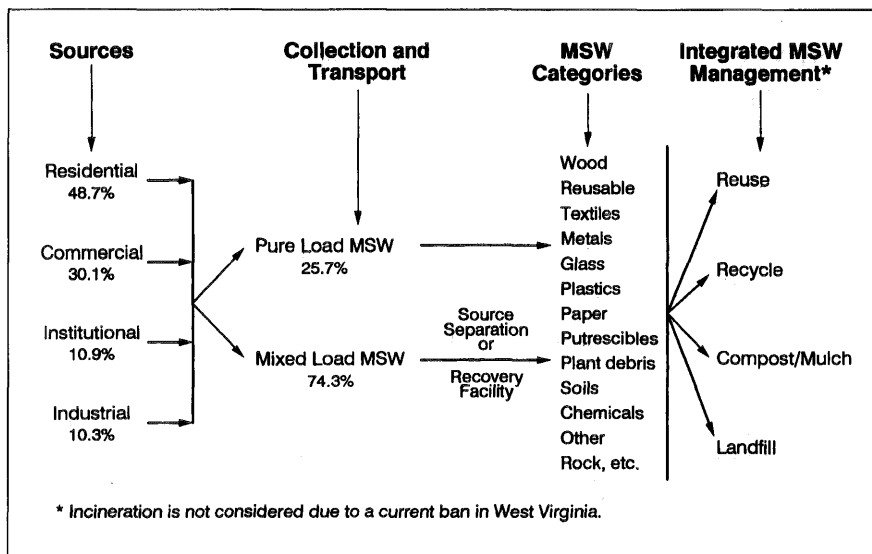 Sources
Collection and
Transport
MSW
Categories
Integrated MSW
Management*
Residential
48.7%
Commercial
30.1%
Institutional
10.9%
Industrial
10.3%
Pure Load MSW
25.7%
Mixed Load MSW
74.3%
Source
Separation
or
Recovery
Facility
Wood
Reusable
Textiles
Metals
Glass
Plastics
Paper
Putrescibles
Plant debris
Soils
Chemicals
Other
Rock, etc.
Reuse
Recycle
Compost/Mulch
Landfill
* Incineration is not considered due to a current ban in West Virginia.